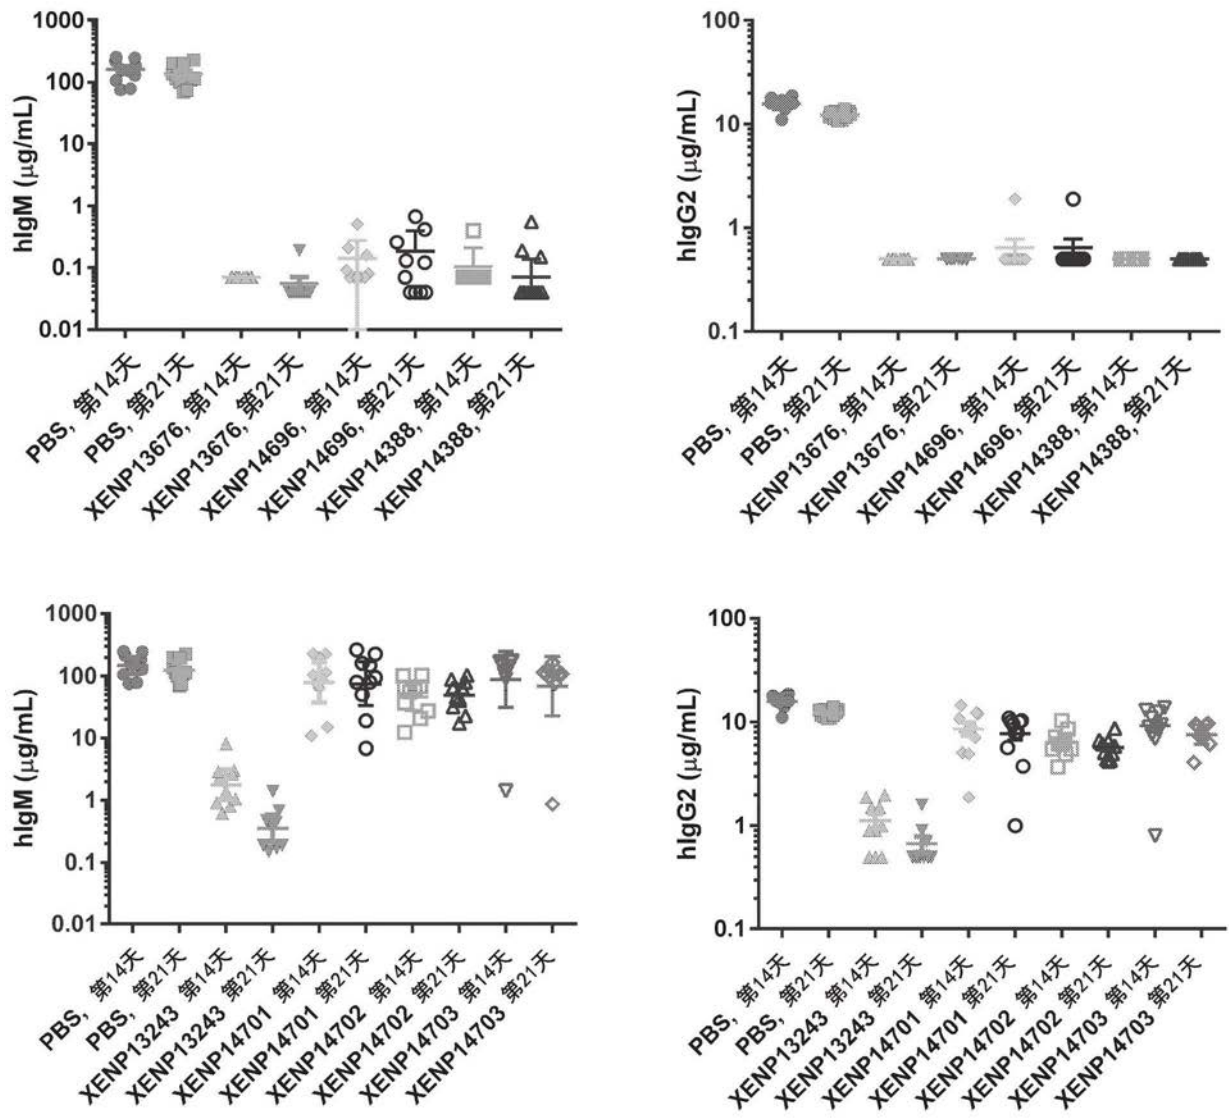 1000
100
10
1
0.1
0.01
hIgM (µg/mL)
PBS, 第14天
PBS, 第21天
XENP13676, 第14天
XENP13676, 第21天
XENP14696, 第14天
XENP14696, 第21天
XENP14388, 第14天
XENP14388, 第21天
100
10
1
0.1
hIgG2 (µg/mL)
PBS, 第14天
PBS, 第21天
XENP13676, 第14天
XENP13676, 第21天
XENP14696, 第14天
XENP14696, 第21天
XENP14388, 第14天
XENP14388, 第21天
1000
100
10
1
0.1
0.01
hIgM (µg/mL)
PBS, 第14天
PBS, 第21天
XENP13243 第14天
XENP13243 第21天
XENP14701 第14天
XENP14701 第21天
XENP14702 第14天
XENP14702 第21天
XENP14703 第14天
XENP14703 第21天
100
10
1
0.1
hIgG2 (µg/mL)
PBS, 第14天
PBS, 第21天
XENP13243 第14天
XENP13243 第21天
XENP14701 第14天
XENP14701 第21天
XENP14702 第14天
XENP14702 第21天
XENP14703 第14天
XENP14703 第21天